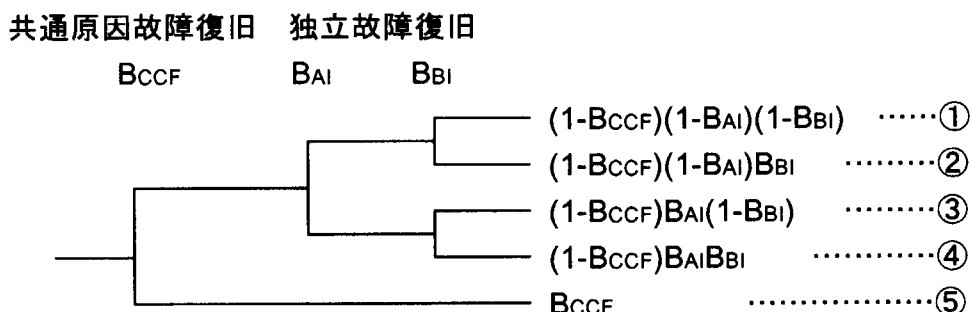 共通原因故障復旧 独立故障復旧
BCCF BAI BBI
(1-BCCF)(1-BAI)(1-BBI) ……①
(1-BCCF)(1-BAI)BBI ………②
(1-BCCF)BAI(1-BBI) ………③
(1-BCCF)BAIBBI …………④
BCCF ………………⑤